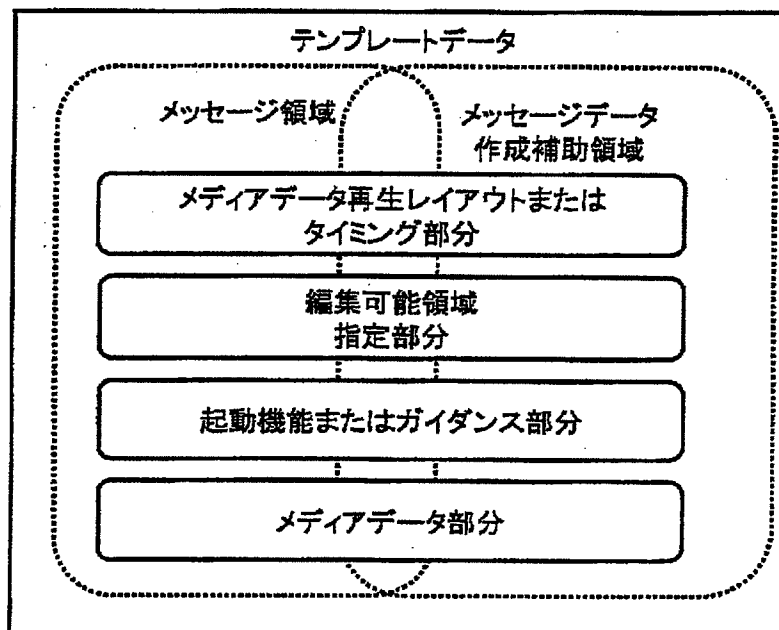 テンプレートデータ
メッセージ領域
メッセージデータ
作成補助領域
メディアデータ再生レイアウトまたは
タイミング部分
編集可能領域
指定部分
起動機能またはガイダンス部分
メディアデータ部分